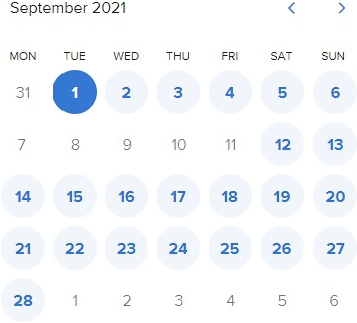 September 2021
MON TUE WED THU FRI SAT SUN
31 1 2 3 4 5 6
7 8 9 10 11 12 13
14 15 16 17 18 19 20
21 22 23 24 25 26 27
28 1 2 3 4 5 6